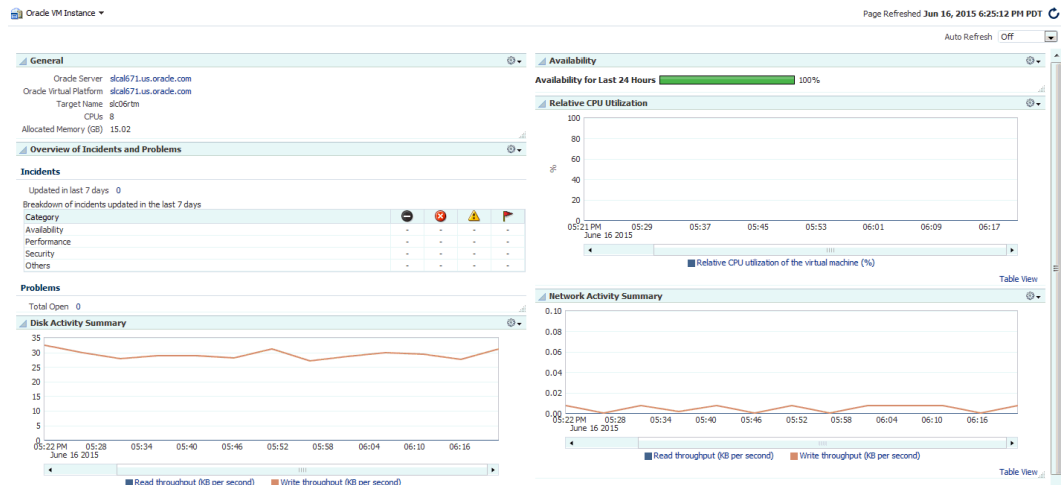 Oracle VM Instance
Page Refreshed Jun 16, 2015 6:25:12 PM PDT
Auto Refresh Off
General
Oracle Server slcal671.us.oracle.com
Oracle Virtual Platform slcal671.us.oracle.com
Target Name slc06rtm
CPUs 8
Allocated Memory (GB) 15.02
Overview of Incidents and Problems
Incidents
Updated in last 7 days 0
Breakdown of incidents updated in the last 7 days
Category
Availability - - - -
Performance - - - -
Security - - - -
Others - - - -
Problems
Total Open 0
Disk Activity Summary
35
30
25
20
15
10
5
0
05:22 PM 05:28 05:34 05:40 05:46 05:52 05:58 06:04 06:10 06:16
June 16 2015
Read throughput (KB per second) Write throughput (KB per second)
Availability
Availability for Last 24 Hours 100%
Relative CPU Utilization
100
80
60
40
20
0
%
05:21 PM 05:29 05:37 05:45 05:53 06:01 06:09 06:17
June 16 2015
Relative CPU utilization of the virtual machine (%)
Table View
Network Activity Summary
0.10
0.08
0.06
0.04
0.02
0.00
05:22 PM 05:28 05:34 05:40 05:46 05:52 05:58 06:04 06:10 06:16
June 16 2015
Read throughput (KB per second) Write throughput (KB per second)
Table View